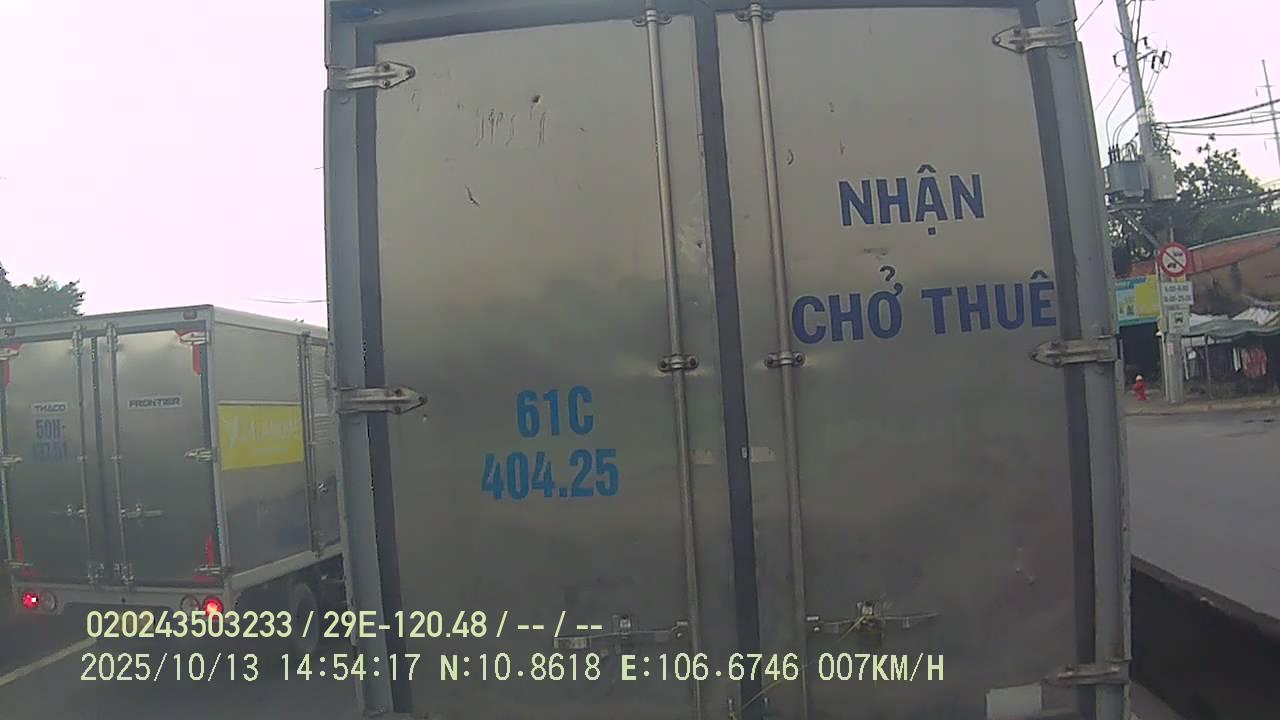 NHẬN
CHỞ THUÊ
61C
404.25
THACO
FRONTIER
50H-
020243503233 / 29E-120.48 / -- / --
2025/10/13 14:54:17 N:10.8618 E:106.6746 007KM/H